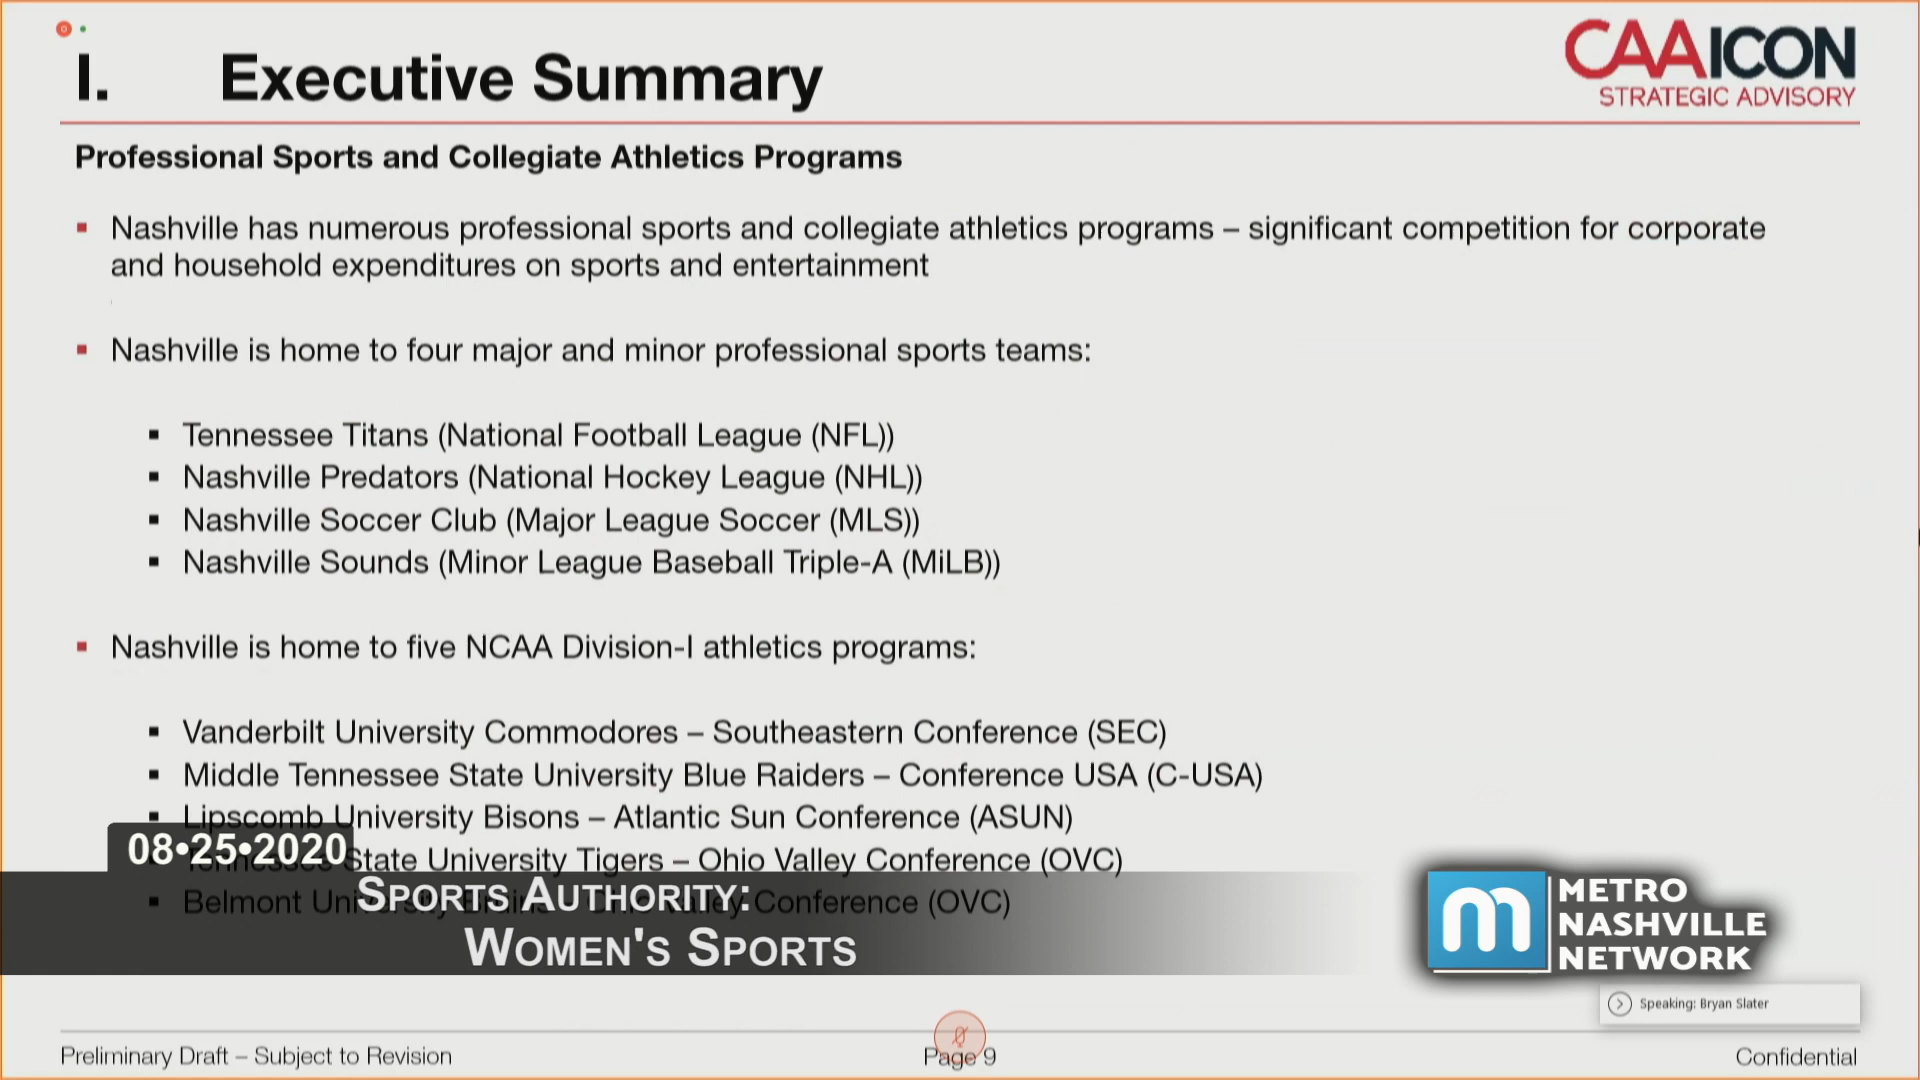 I. Executive Summary
CAAICON
STRATEGIC ADVISORY
Professional Sports and Collegiate Athletics Programs
▪ Nashville has numerous professional sports and collegiate athletics programs – significant competition for corporate
and household expenditures on sports and entertainment
▪ Nashville is home to four major and minor professional sports teams:
▪ Tennessee Titans (National Football League (NFL))
▪ Nashville Predators (National Hockey League (NHL))
▪ Nashville Soccer Club (Major League Soccer (MLS))
▪ Nashville Sounds (Minor League Baseball Triple-A (MiLB))
▪ Nashville is home to five NCAA Division-I athletics programs:
▪ Vanderbilt University Commodores – Southeastern Conference (SEC)
▪ Middle Tennessee State University Blue Raiders – Conference USA (C-USA)
▪ Lipscomb University Bisons – Atlantic Sun Conference (ASUN)
▪ Tennessee State University Tigers – Ohio Valley Conference (OVC)
▪ Belmont University Bruins – Ohio Valley Conference (OVC)
08•25•2020
SPORTS AUTHORITY:
WOMEN'S SPORTS
m METRO
NASHVILLE
NETWORK
Speaking: Bryan Slater
Preliminary Draft – Subject to Revision
Page 9
Confidential